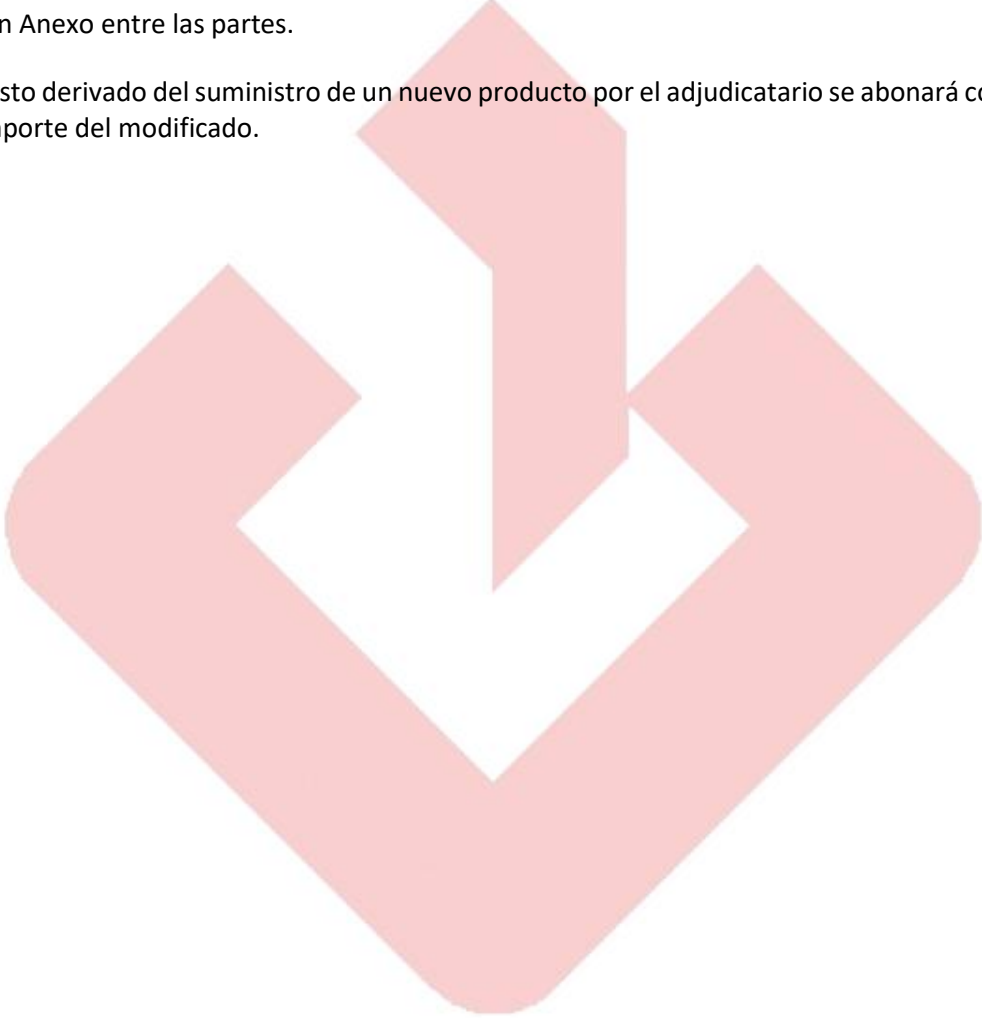 n Anexo entre las partes.
sto derivado del suministro de un nuevo producto por el adjudicatario se abonará co
porte del modificado.